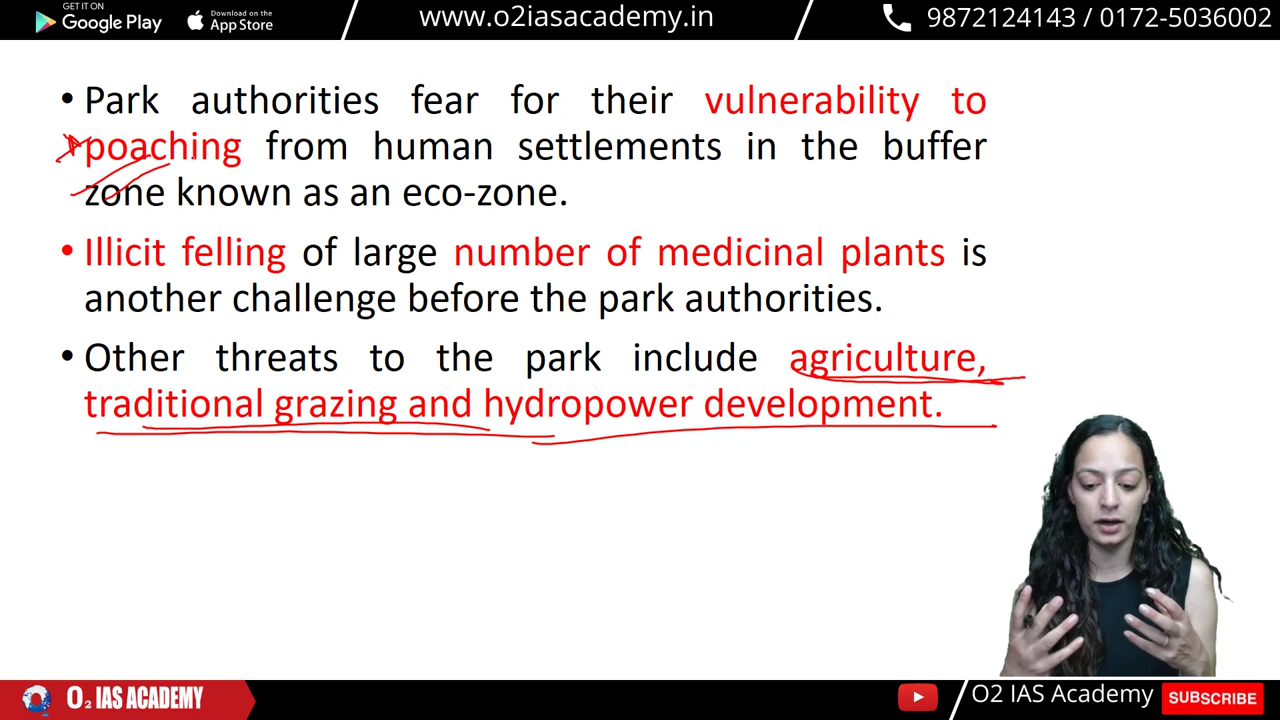 GET IT ON
Google Play
Download on the
App Store
www.o2iasacademy.in
9872124143 / 0172-5036002
• Park authorities fear for their vulnerability to
poaching from human settlements in the buffer
zone known as an eco-zone.
• Illicit felling of large number of medicinal plants is
another challenge before the park authorities.
• Other threats to the park include agriculture,
traditional grazing and hydropower development.
O₂ IAS ACADEMY
O2 IAS Academy
SUBSCRIBE